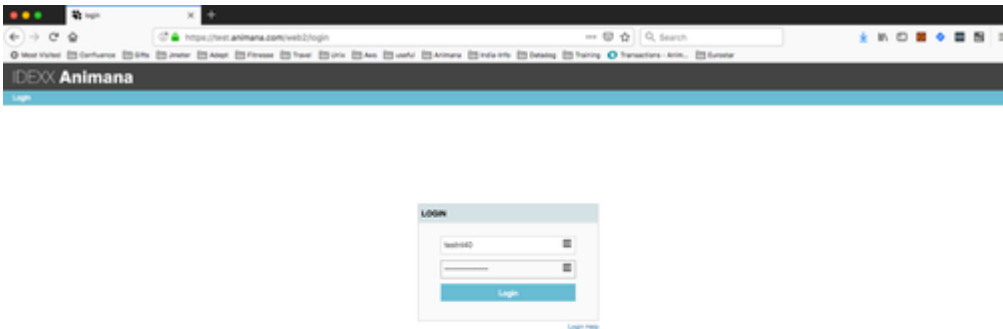 login
https://test.animana.com/web2/login
Search
Most Visited Confluence Gifts Jmeter Adept Fitnesse Travel Unix Aws useful Animana India info Datadog Training Transactions - Anim... Eurostar
IDEXX Animana
Login
LOGIN
Login
Login Help